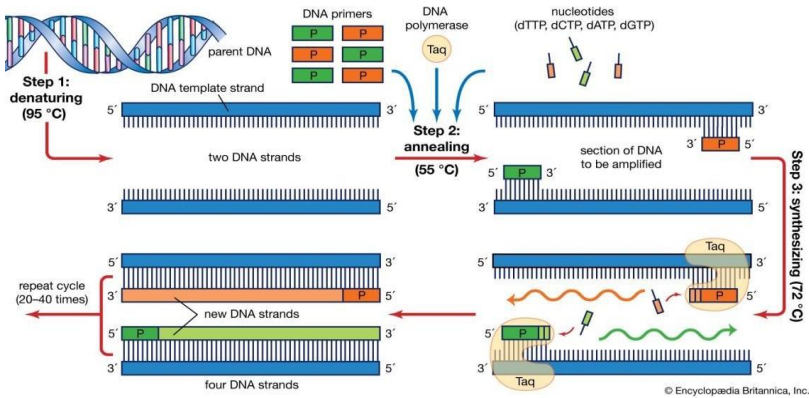 parent DNA
Step 1:
denaturing
(95 °C)
DNA primers
P P
P P
P P
DNA
polymerase
Taq
nucleotides
(dTTP, dCTP, dATP, dGTP)
DNA template strand
5′ 3′
two DNA strands
3′ 5′
Step 2:
annealing
(55 °C)
5′ 3′
3′ P 5′
section of DNA
to be amplified
5′ P 3′
3′ 5′
Step 3: synthesizing (72 °C)
5′ 3′
Taq
3′ P 5′
5′ P 3′
3′ 5′
Taq
5′ 3′
3′ P 5′
new DNA strands
5′ P 3′
3′ 5′
four DNA strands
repeat cycle
(20–40 times)
© Encyclopædia Britannica, Inc.